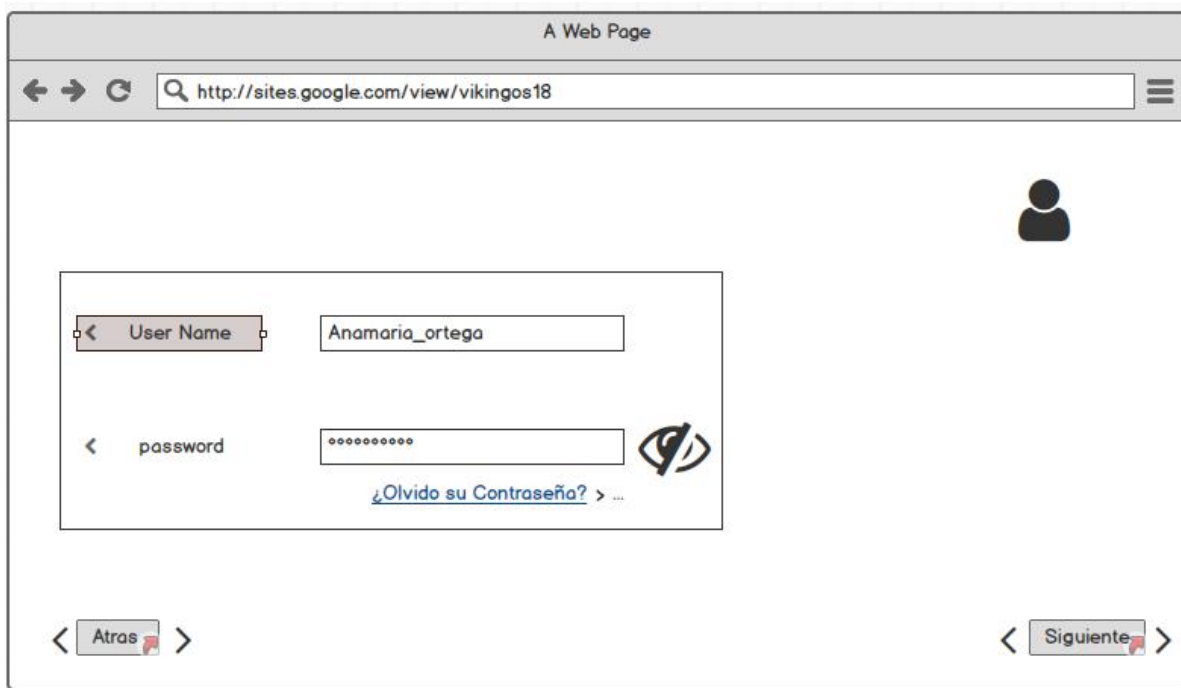 A Web Page
http://sites.google.com/view/vikingos18
User Name
Anamaria_ortega
password
¿Olvido su Contraseña? > ...
Atras
Siguiente